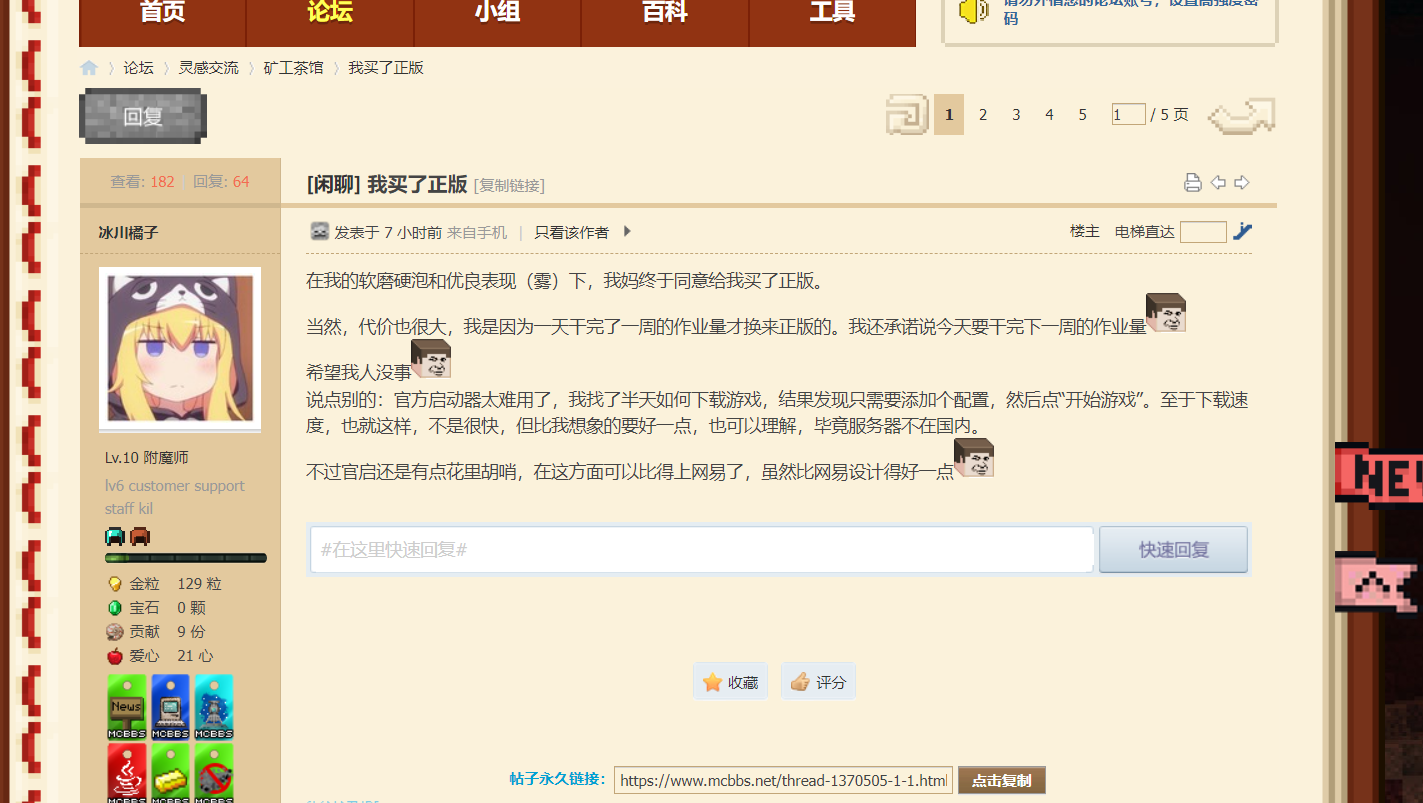 首页 论坛 小组 百科 工具
码
论坛 灵感交流 矿工茶馆 我买了正版
回复
1 2 3 4 5 1 / 5 页
查看: 182 回复: 64
[闲聊] 我买了正版 [复制链接]
冰川橘子
发表于 7 小时前 来自手机 | 只看该作者
楼主 电梯直达
在我的软磨硬泡和优良表现（雾）下，我妈终于同意给我买了正版。
当然，代价也很大，我是因为一天干完了一周的作业量才换来正版的。我还承诺说今天要干完下一周的作业量
希望我人没事
说点别的：官方启动器太难用了，我找了半天如何下载游戏，结果发现只需要添加个配置，然后点“开始游戏”。至于下载速
度，也就这样，不是很快，但比我想象的要好一点，也可以理解，毕竟服务器不在国内。
不过官启还是有点花里胡哨，在这方面可以比得上网易了，虽然比网易设计得好一点
Lv.10 附魔师
lv6 customer support
staff kil
金粒 129 粒
宝石 0 颗
贡献 9 份
爱心 21 心
News
MCBBS MCBBS MCBBS
#在这里快速回复#
快速回复
收藏 评分
帖子永久链接: https://www.mcbbs.net/thread-1370505-1-1.html 点击复制